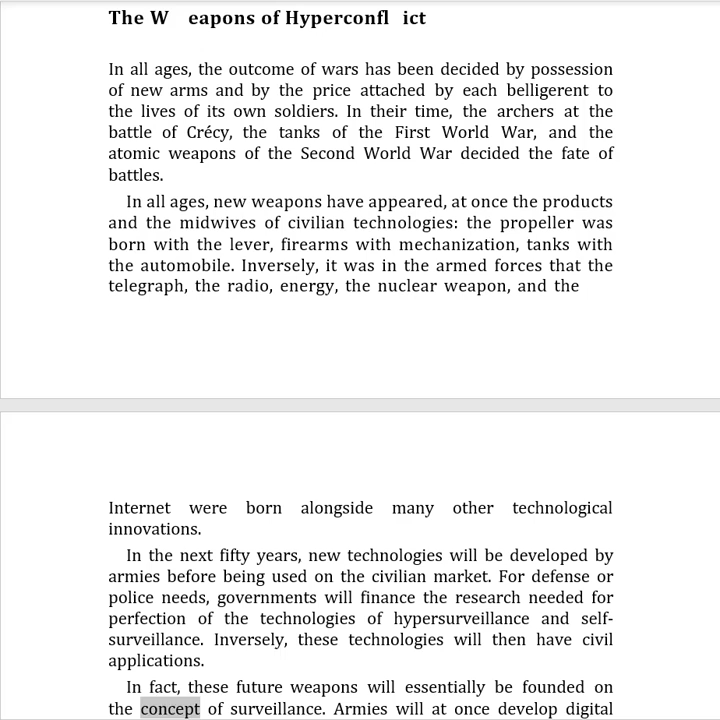 The W eapons of Hyperconfl ict
In all ages, the outcome of wars has been decided by possession
of new arms and by the price attached by each belligerent to
the lives of its own soldiers. In their time, the archers at the
battle of Crécy, the tanks of the First World War, and the
atomic weapons of the Second World War decided the fate of
battles.
In all ages, new weapons have appeared, at once the products
and the midwives of civilian technologies: the propeller was
born with the lever, firearms with mechanization, tanks with
the automobile. Inversely, it was in the armed forces that the
telegraph, the radio, energy, the nuclear weapon, and the
Internet were born alongside many other technological
innovations.
In the next fifty years, new technologies will be developed by
armies before being used on the civilian market. For defense or
police needs, governments will finance the research needed for
perfection of the technologies of hypersurveillance and self-
surveillance. Inversely, these technologies will then have civil
applications.
In fact, these future weapons will essentially be founded on
the concept of surveillance. Armies will at once develop digital